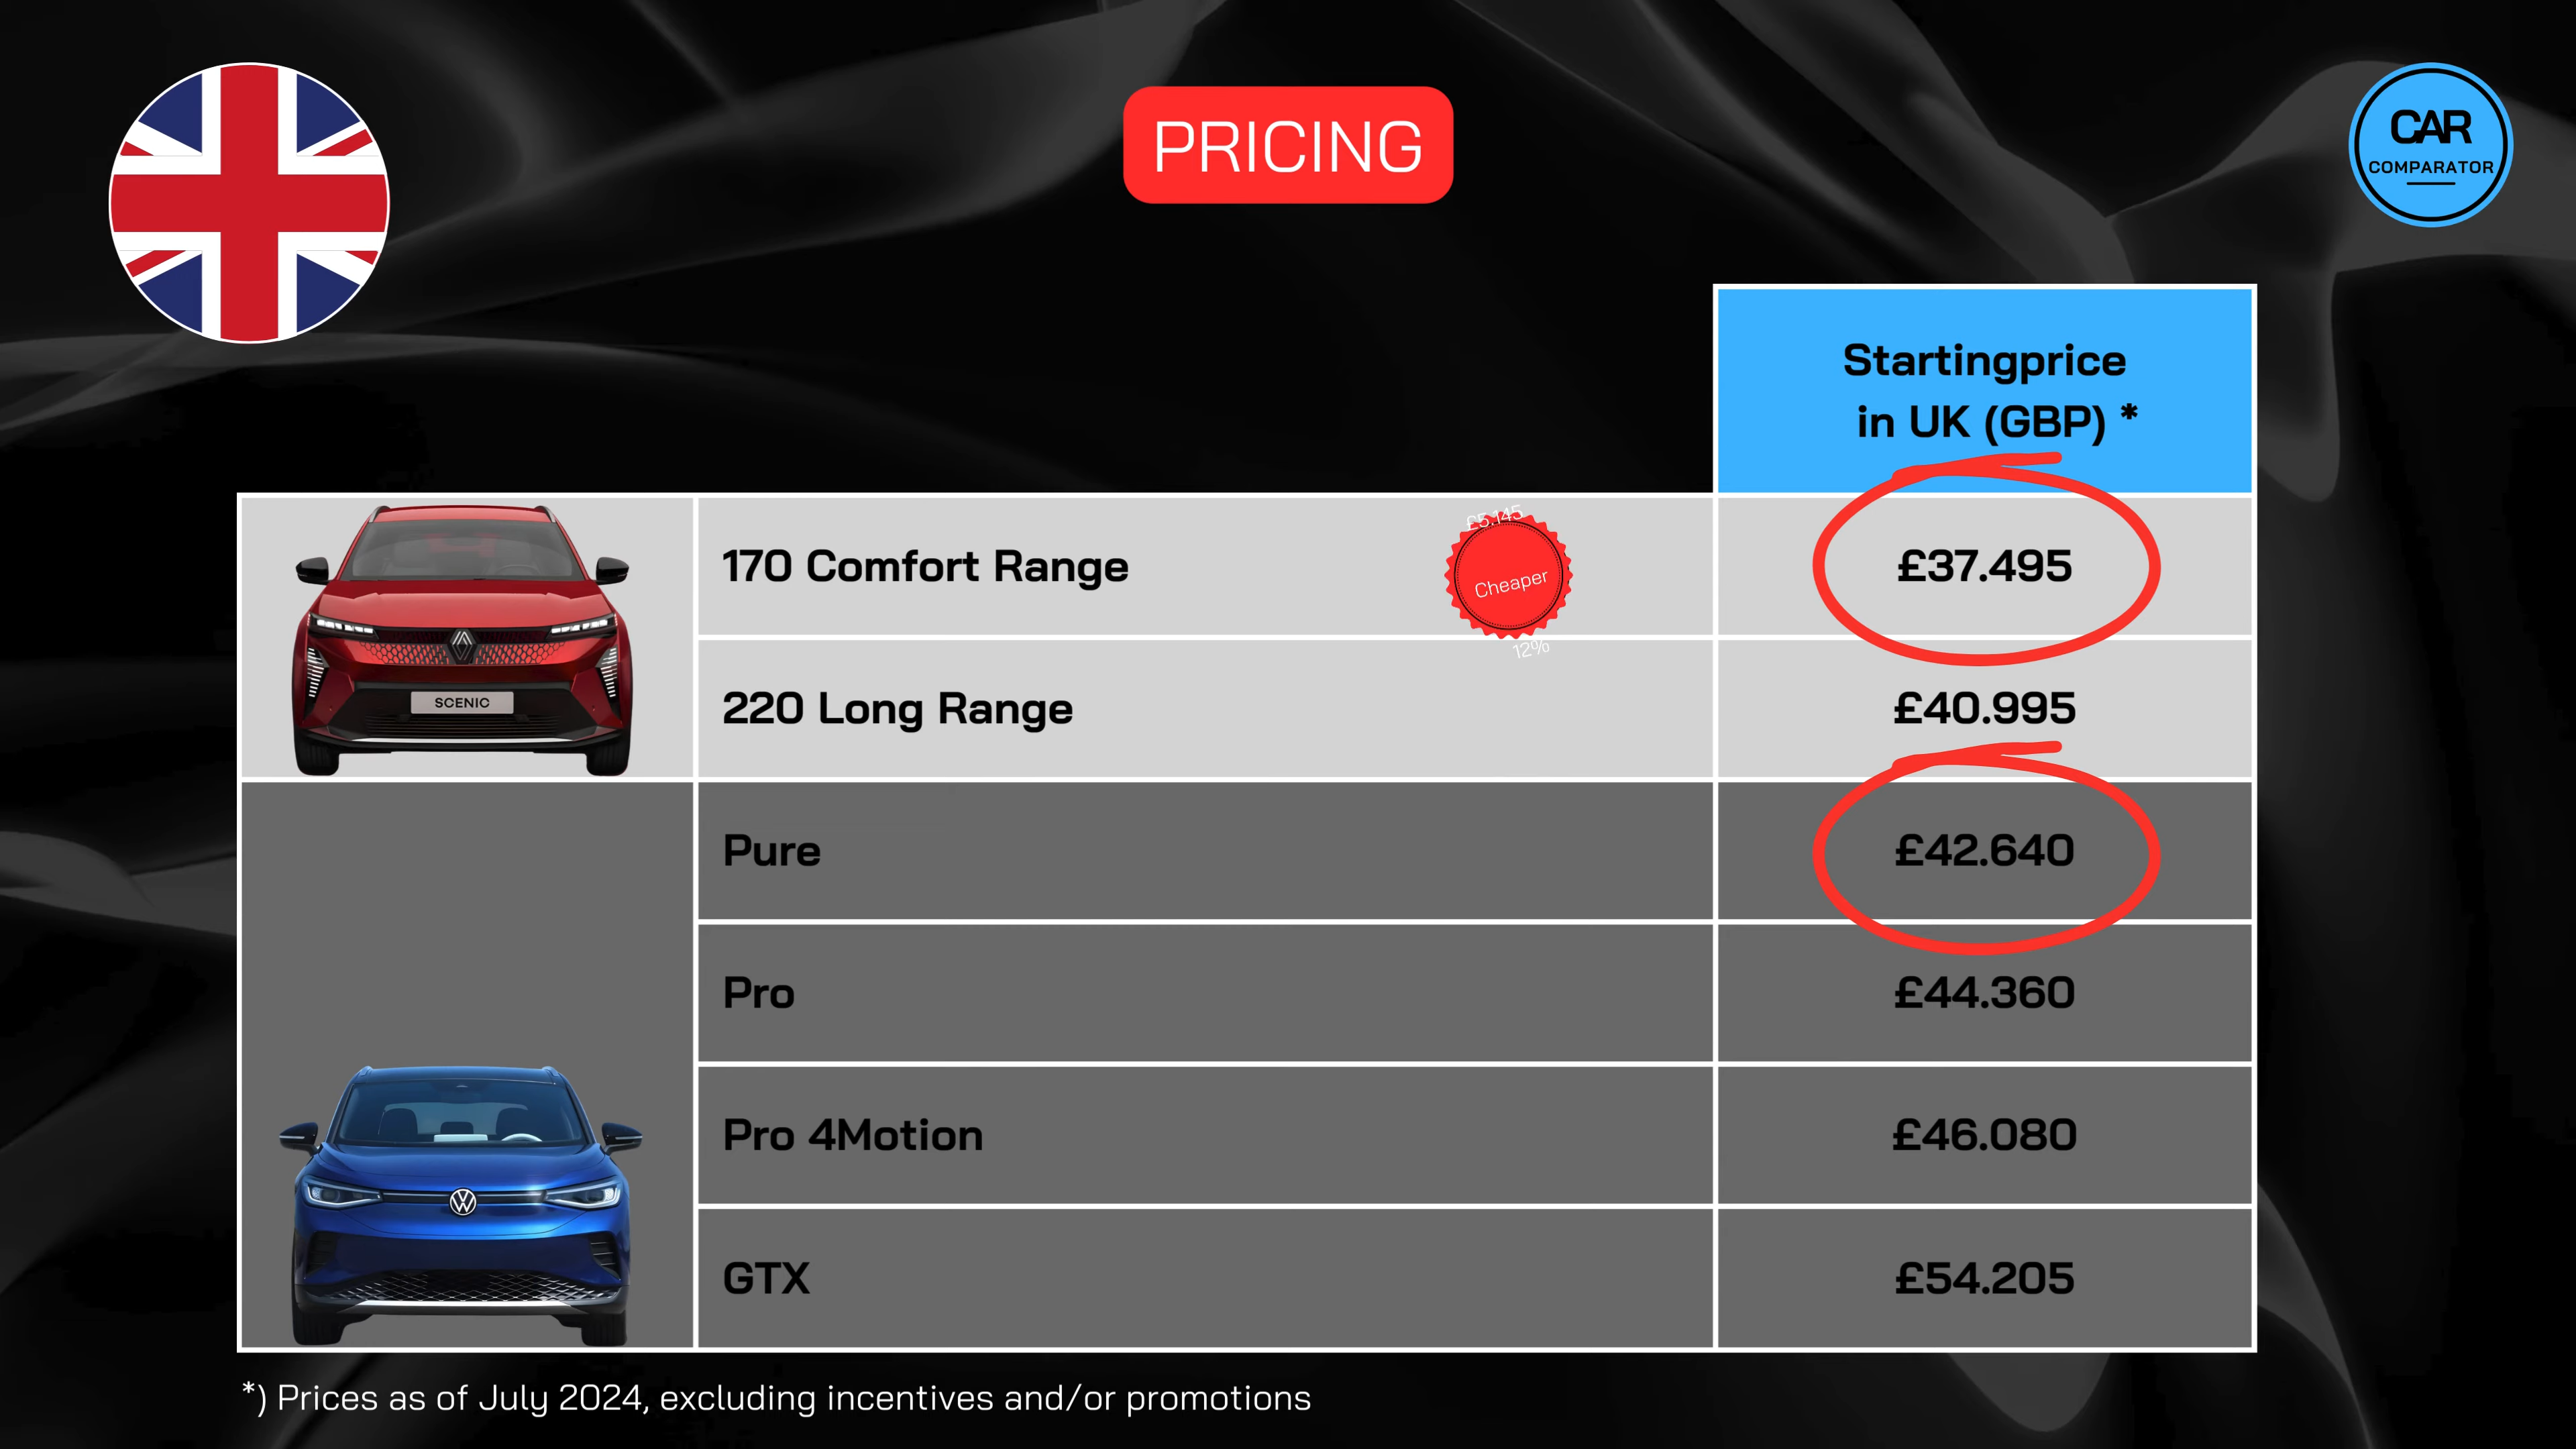 PRICING
CAR
COMPARATOR
Startingprice
in UK (GBP) *
170 Comfort Range
£5.145
Cheaper
12%
£37.495
220 Long Range
£40.995
SCENIC
Pure
£42.640
Pro
£44.360
Pro 4Motion
£46.080
GTX
£54.205
*) Prices as of July 2024, excluding incentives and/or promotions